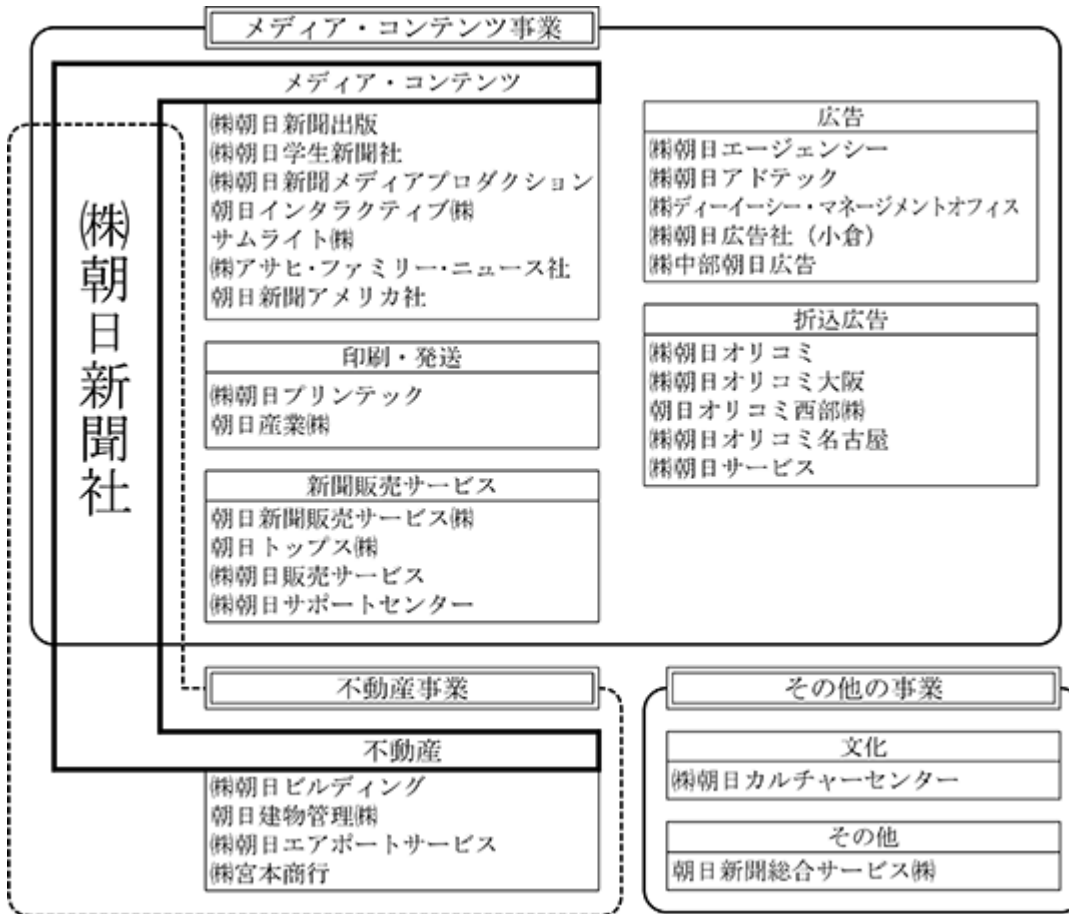 メディア・コンテンツ事業
㈱朝日新聞社
メディア・コンテンツ
㈱朝日新聞出版
㈱朝日学生新聞社
㈱朝日新聞メディアプロダクション
朝日インタラクティブ㈱
サムライト㈱
㈱アサヒ・ファミリー・ニュース社
朝日新聞アメリカ社
印刷・発送
㈱朝日プリンテック
朝日産業㈱
新聞販売サービス
朝日新聞販売サービス㈱
朝日トップス㈱
㈱朝日販売サービス
㈱朝日サポートセンター
広告
㈱朝日エージェンシー
㈱朝日アドテック
㈱ディーイーシー・マネージメントオフィス
㈱朝日広告社（小倉）
㈱中部朝日広告
折込広告
㈱朝日オリコミ
㈱朝日オリコミ大阪
朝日オリコミ西部㈱
㈱朝日オリコミ名古屋
㈱朝日サービス
不動産事業
不動産
㈱朝日ビルディング
朝日建物管理㈱
㈱朝日エアポートサービス
㈱宮本商行
その他の事業
文化
㈱朝日カルチャーセンター
その他
朝日新聞総合サービス㈱